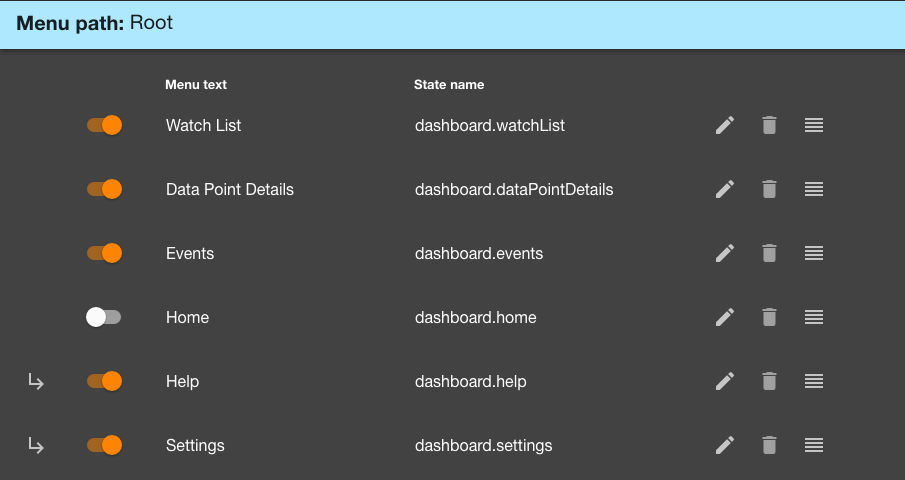 Menu path: Root
Menu text State name
Watch List dashboard.watchList
Data Point Details dashboard.dataPointDetails
Events dashboard.events
Home dashboard.home
Help dashboard.help
Settings dashboard.settings